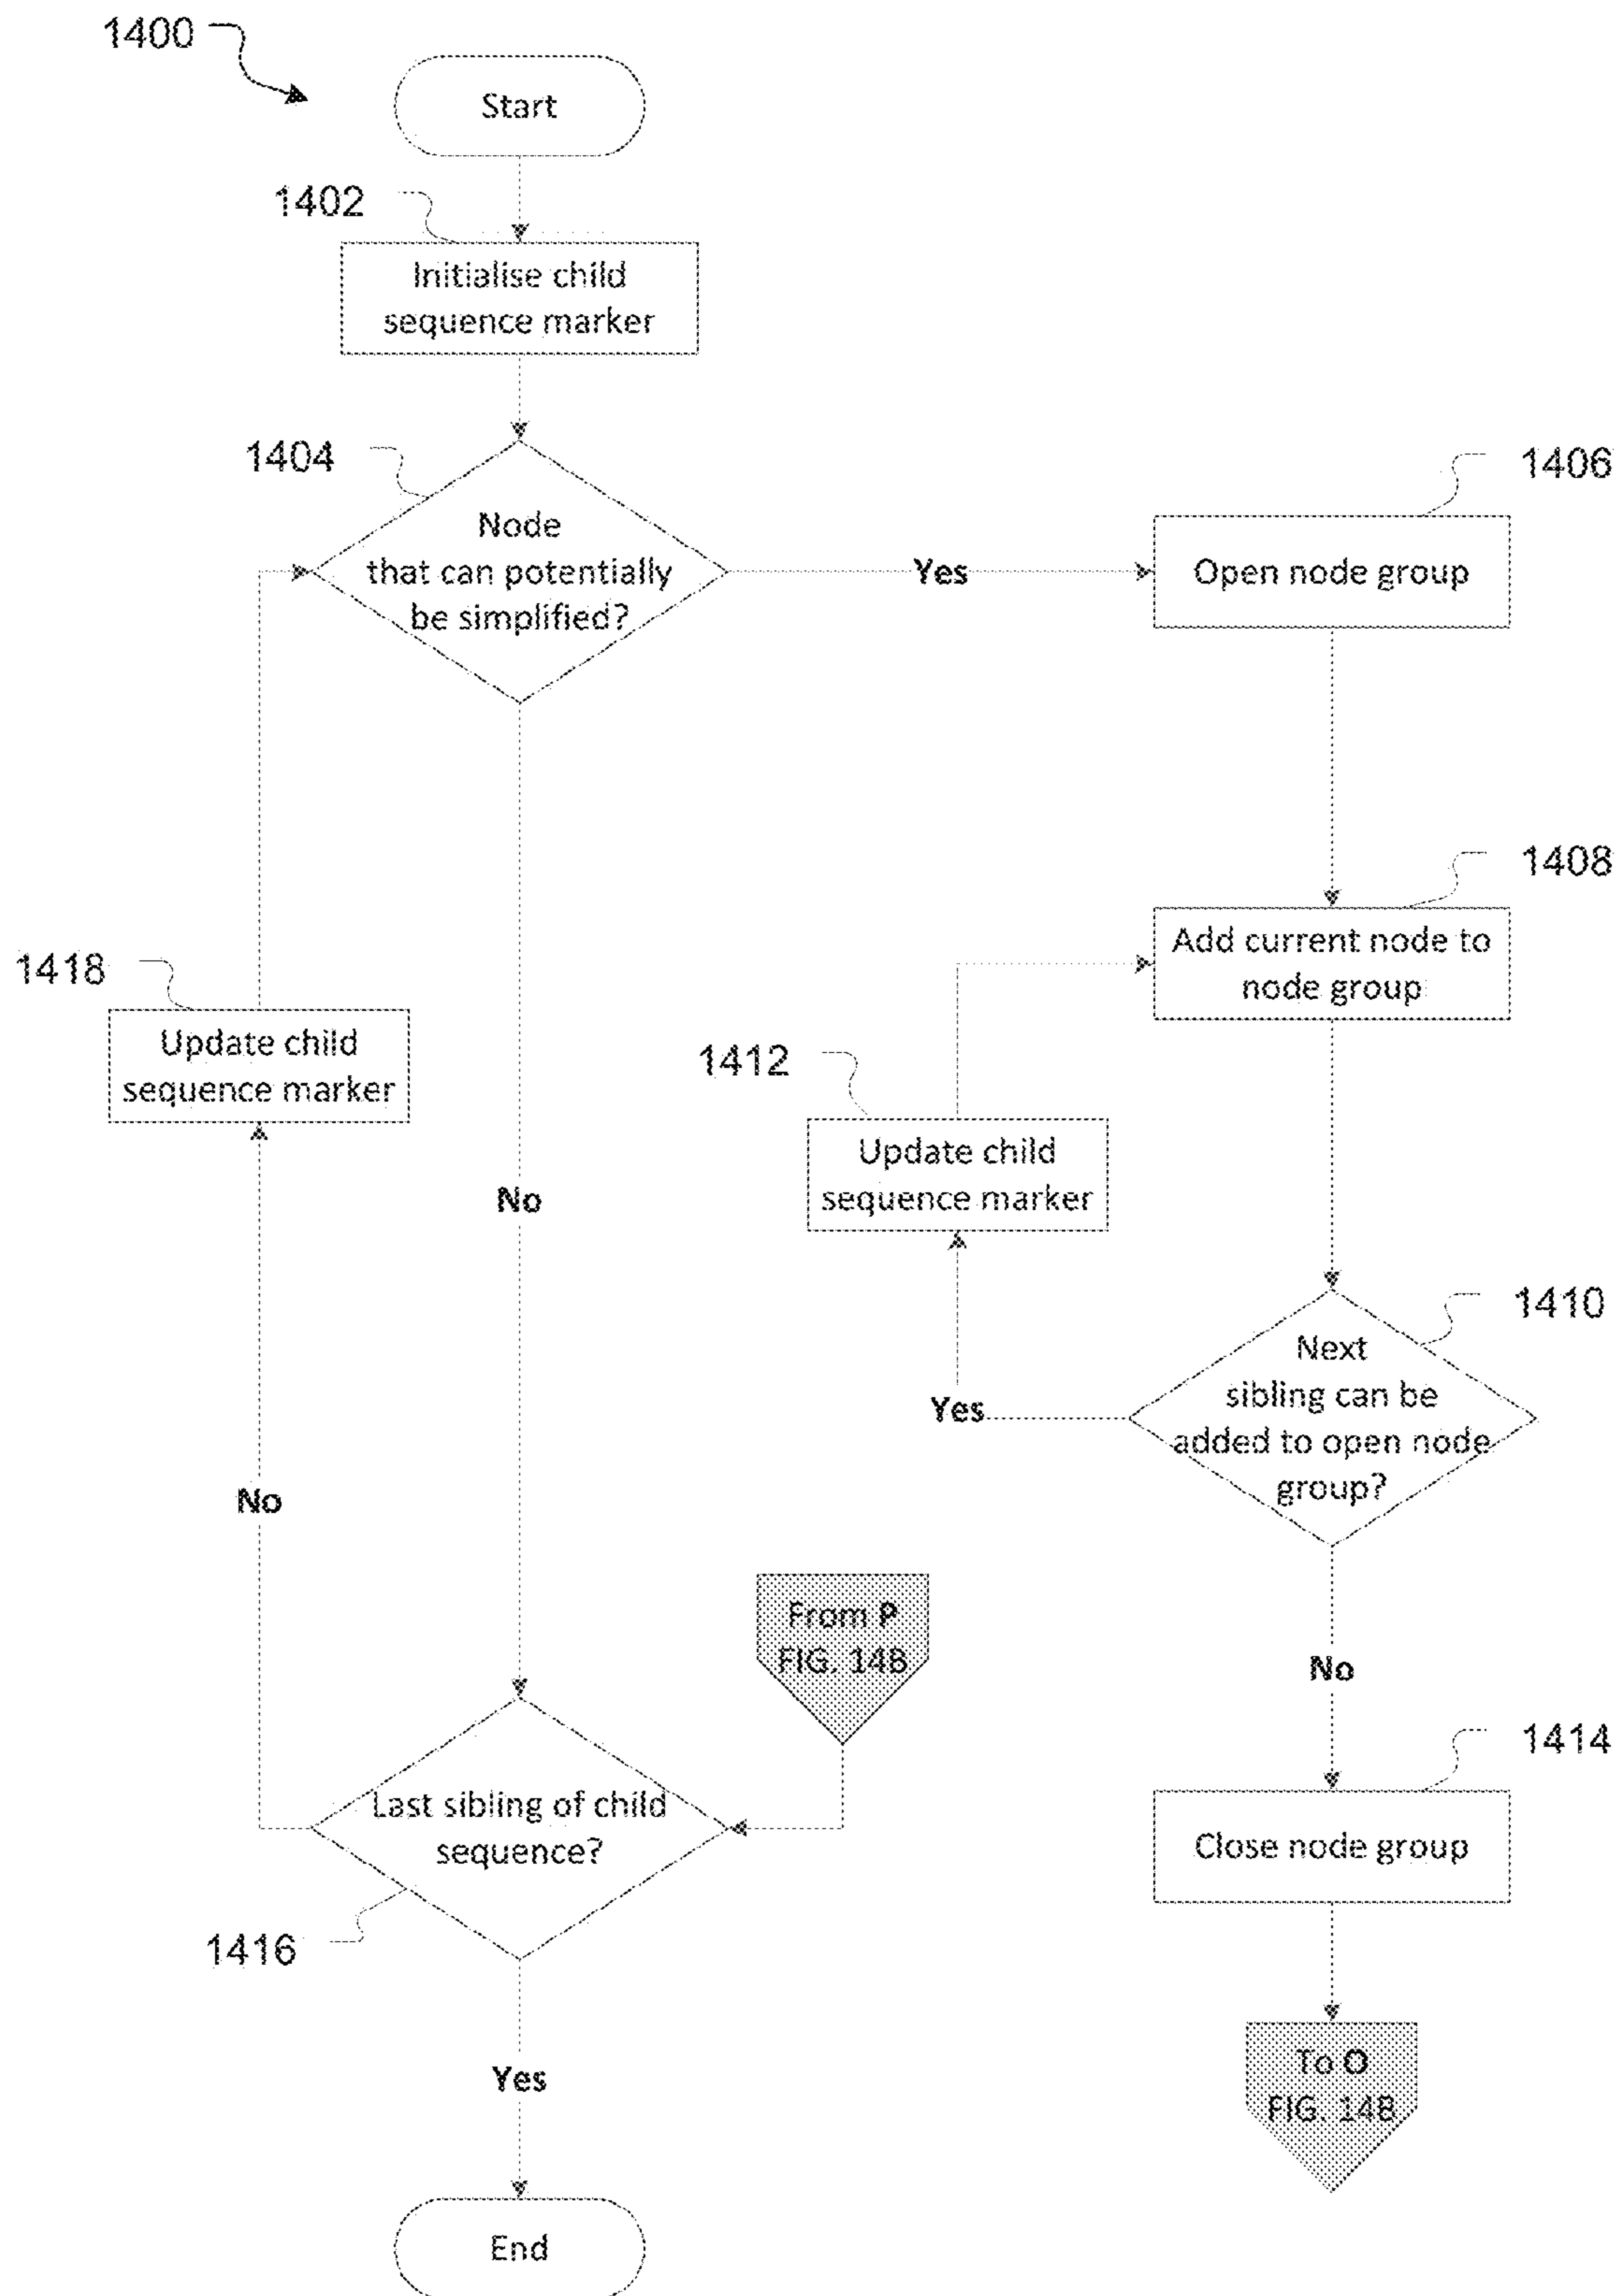 1400
Start
1402
Initialise child
sequence marker
1404
Node
that can potentially
be simplified?
Yes
1406
Open node group
1408
Add current node to
node group
1418
Update child
sequence marker
1412
Update child
sequence marker
No
1410
Next
sibling can be
added to open node
group?
Yes
No
From P
FIG. 14B
No
1414
Close node group
Last sibling of child
sequence?
1416
Yes
To O
FIG. 14B
End